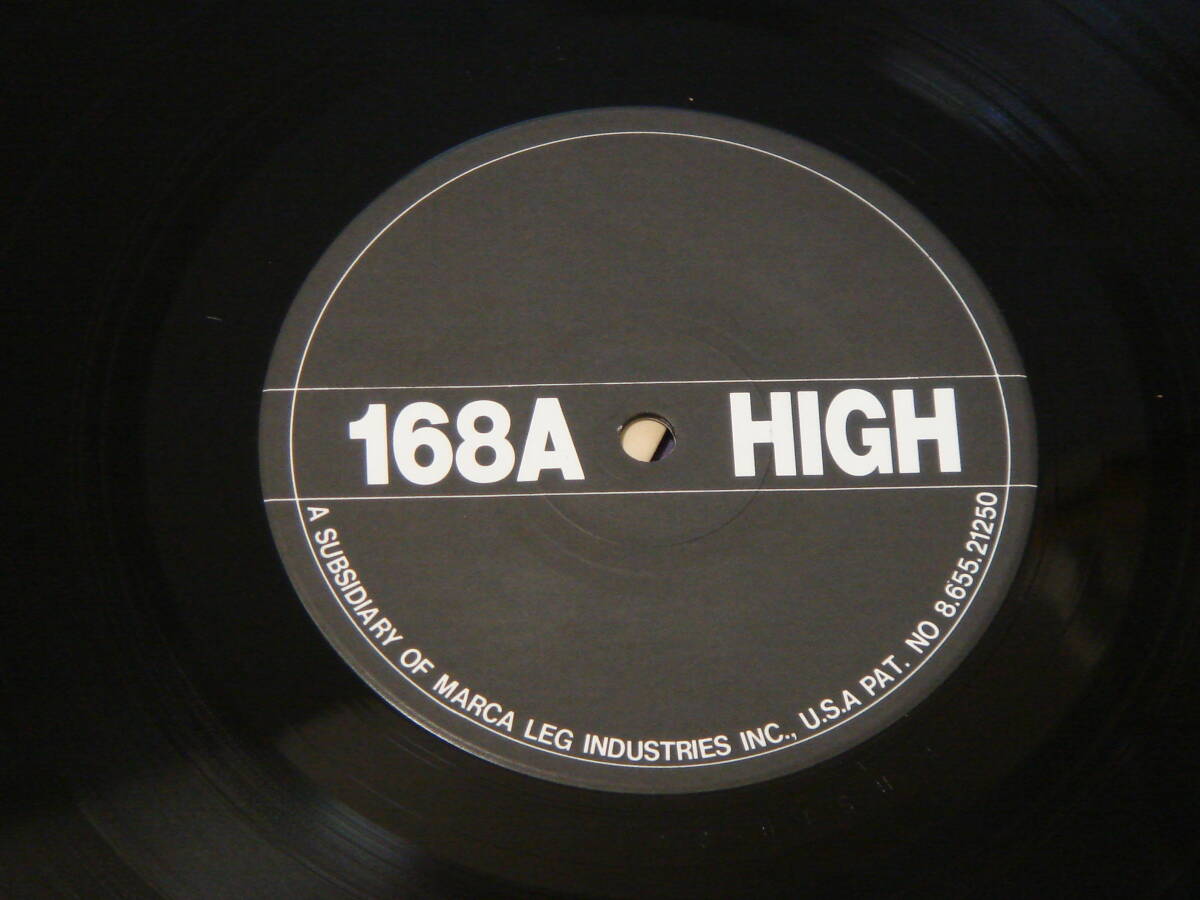 168A HIGH
A SUBSIDIARY OF MARCA LEG INDUSTRIES INC., U.S.A PAT. NO 8.655.21250